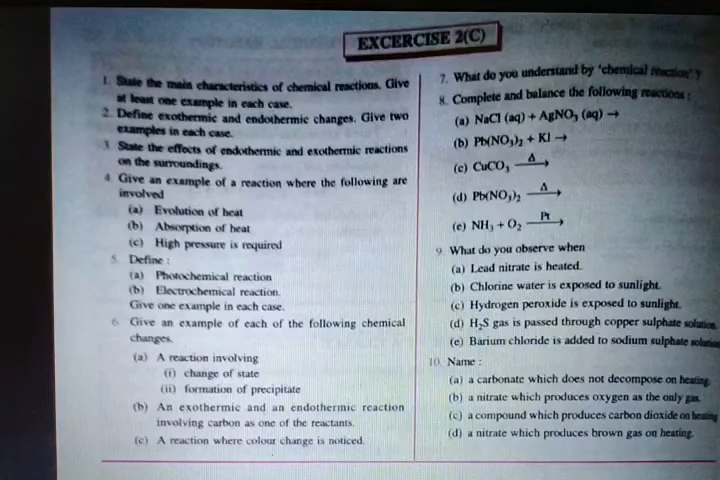 EXCERCISE 2(C)
1. State the main characteristics of chemical reactions. Give
at least one example in each case.
2. Define exothermic and endothermic changes. Give two
examples in each case.
3. State the effects of endothermic and exothermic reactions
on the surroundings.
4. Give an example of a reaction where the following are
involved
(a) Evolution of heat
(b) Absorption of heat
(c) High pressure is required
5. Define :
(a) Photochemical reaction
(b) Electrochemical reaction.
Give one example in each case.
6. Give an example of each of the following chemical
changes.
(a) A reaction involving
(i) change of state
(ii) formation of precipitate
(b) An exothermic and an endothermic reaction
involving carbon as one of the reactants.
(c) A reaction where colour change is noticed.
7. What do you understand by 'chemical reaction' ?
8. Complete and balance the following reactions :
(a) NaCl (aq) + AgNO₃ (aq) →
(b) Pb(NO₃)₂ + KI →
(c) CuCO₃ —Δ→
(d) Pb(NO₃)₂ —Δ→
(e) NH₃ + O₂ —Pt→
9. What do you observe when
(a) Lead nitrate is heated.
(b) Chlorine water is exposed to sunlight.
(c) Hydrogen peroxide is exposed to sunlight.
(d) H₂S gas is passed through copper sulphate solution.
(e) Barium chloride is added to sodium sulphate solution
10. Name :
(a) a carbonate which does not decompose on heating.
(b) a nitrate which produces oxygen as the only gas.
(c) a compound which produces carbon dioxide on heating
(d) a nitrate which produces brown gas on heating.